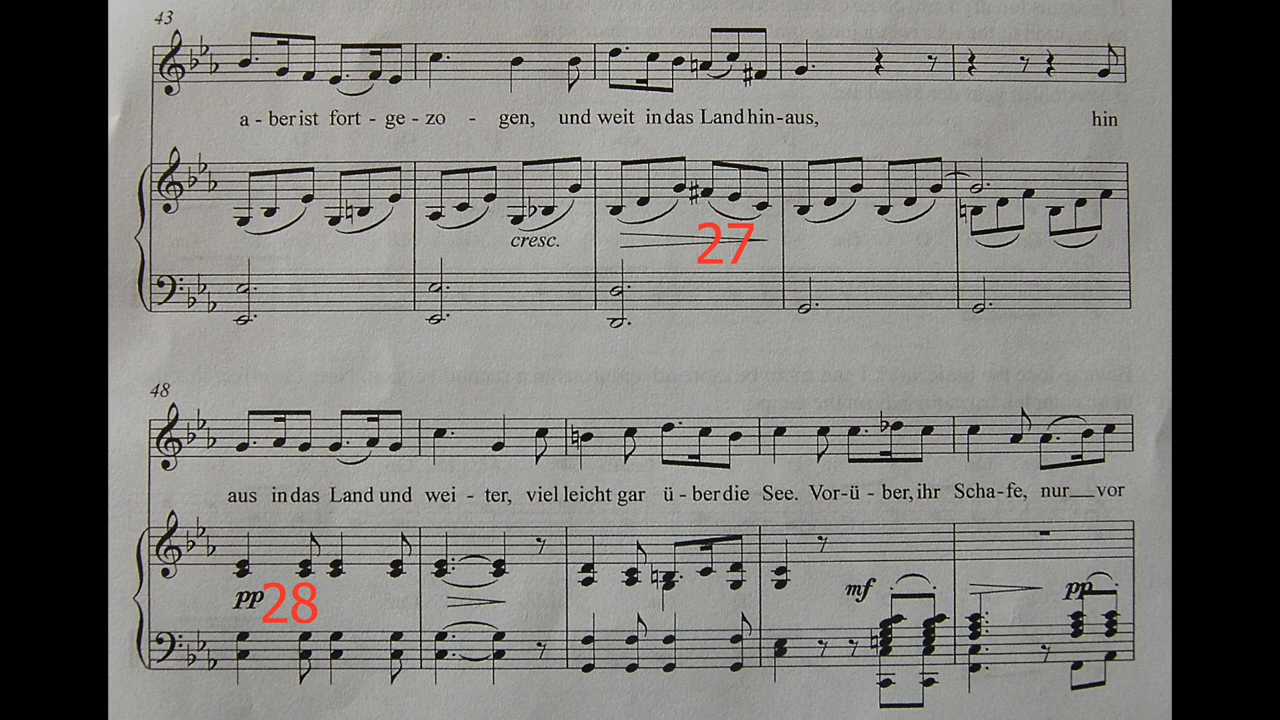 43
a - ber ist fort - ge - zo - gen, und weit in das Land hin - aus, hin
cresc.
27
48
aus in das Land und wei - ter, viel leicht gar ü - ber die See. Vor - ü - ber, ihr Scha - fe, nur vor
pp 28 mf pp